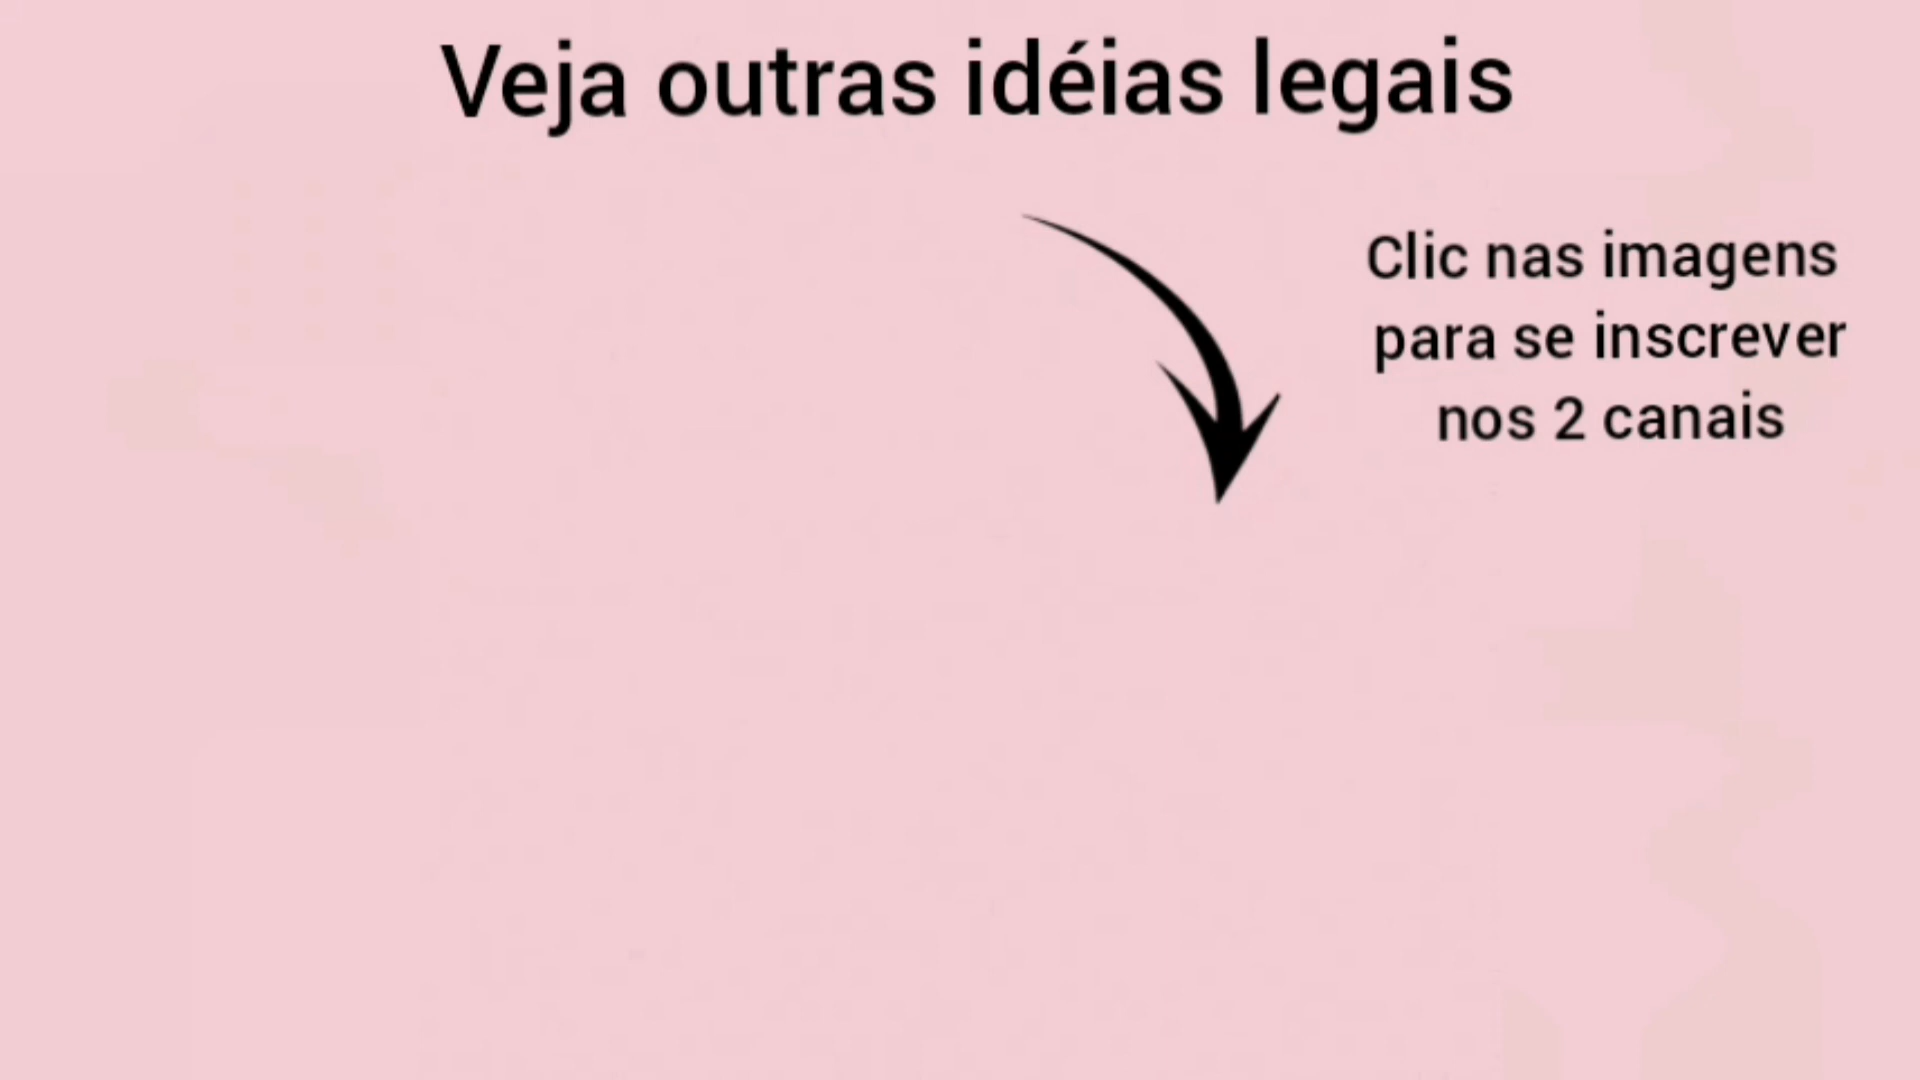 Veja outras idéias legais
Clic nas imagens
para se inscrever
nos 2 canais